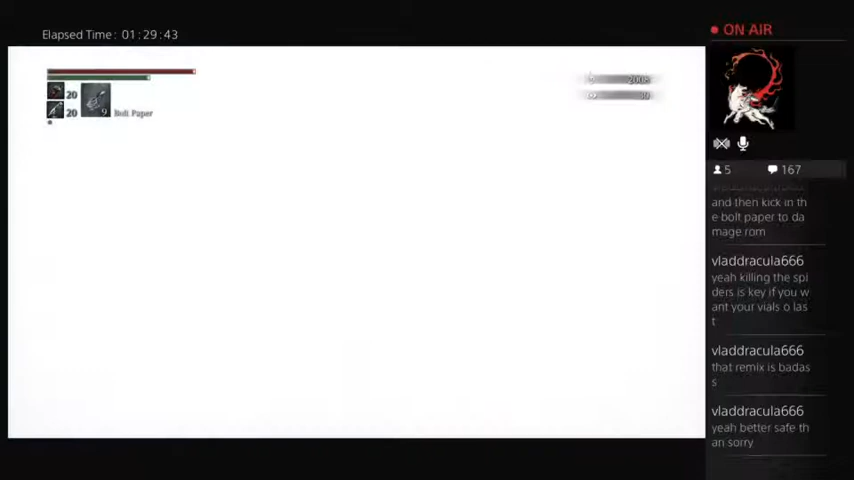 Elapsed Time: 01:29:43
ON AIR
20
20
9
Bolt Paper
2008
10
5
167
and then kick in th
e bolt paper to da
mage rom
vladdracula666
yeah killing the spi
ders is key if you w
ant your vials o las
t
vladdracula666
that remix is badas
s
vladdracula666
yeah better safe th
an sorry